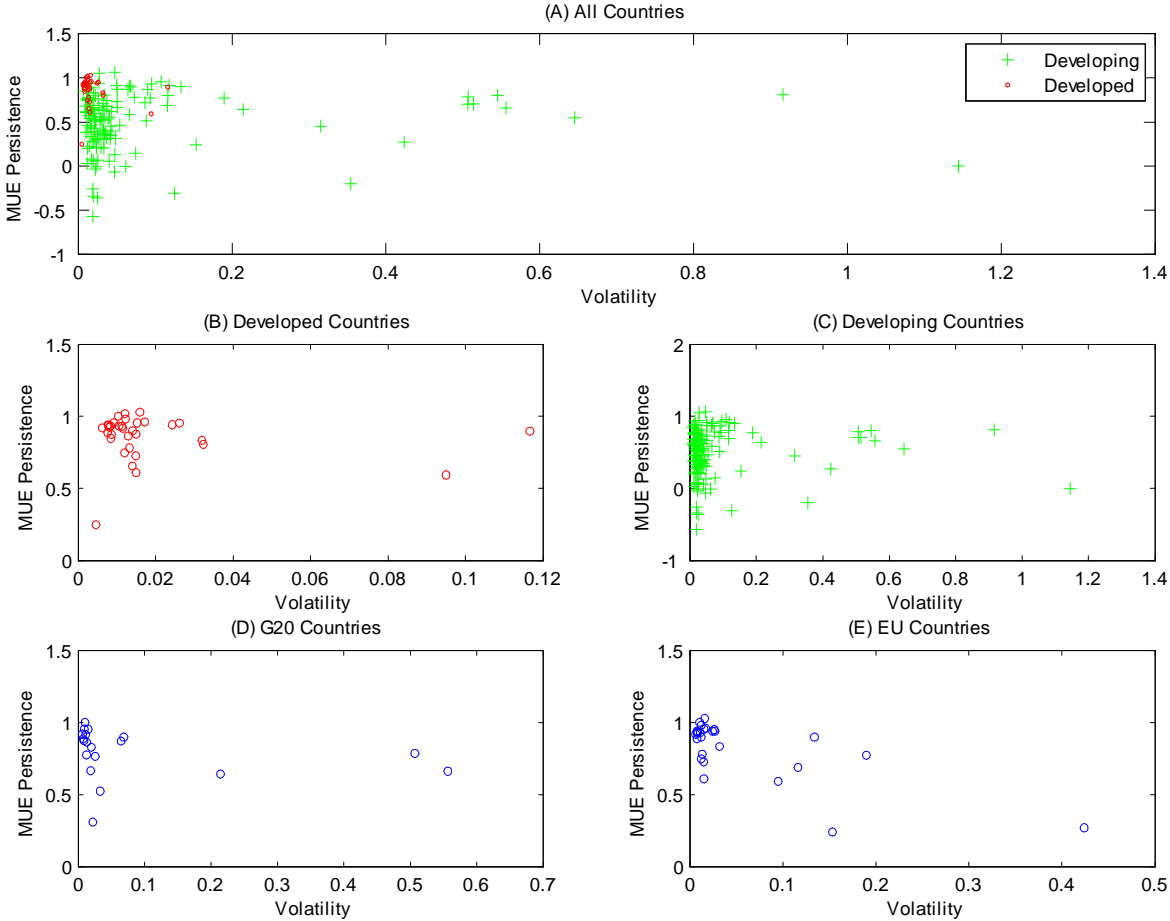 (A) All Countries
1.5
1
0.5
0
-0.5
-1
MUE Persistence
Developing
Developed
0 0.2 0.4 0.6 0.8 1 1.2 1.4
Volatility
(B) Developed Countries
1.5
1
0.5
0
MUE Persistence
0 0.02 0.04 0.06 0.08 0.1 0.12
Volatility
(C) Developing Countries
2
1
0
-1
MUE Persistence
0 0.2 0.4 0.6 0.8 1 1.2 1.4
Volatility
(D) G20 Countries
1.5
1
0.5
0
MUE Persistence
0 0.1 0.2 0.3 0.4 0.5 0.6 0.7
Volatility
(E) EU Countries
1.5
1
0.5
0
MUE Persistence
0 0.1 0.2 0.3 0.4 0.5
Volatility